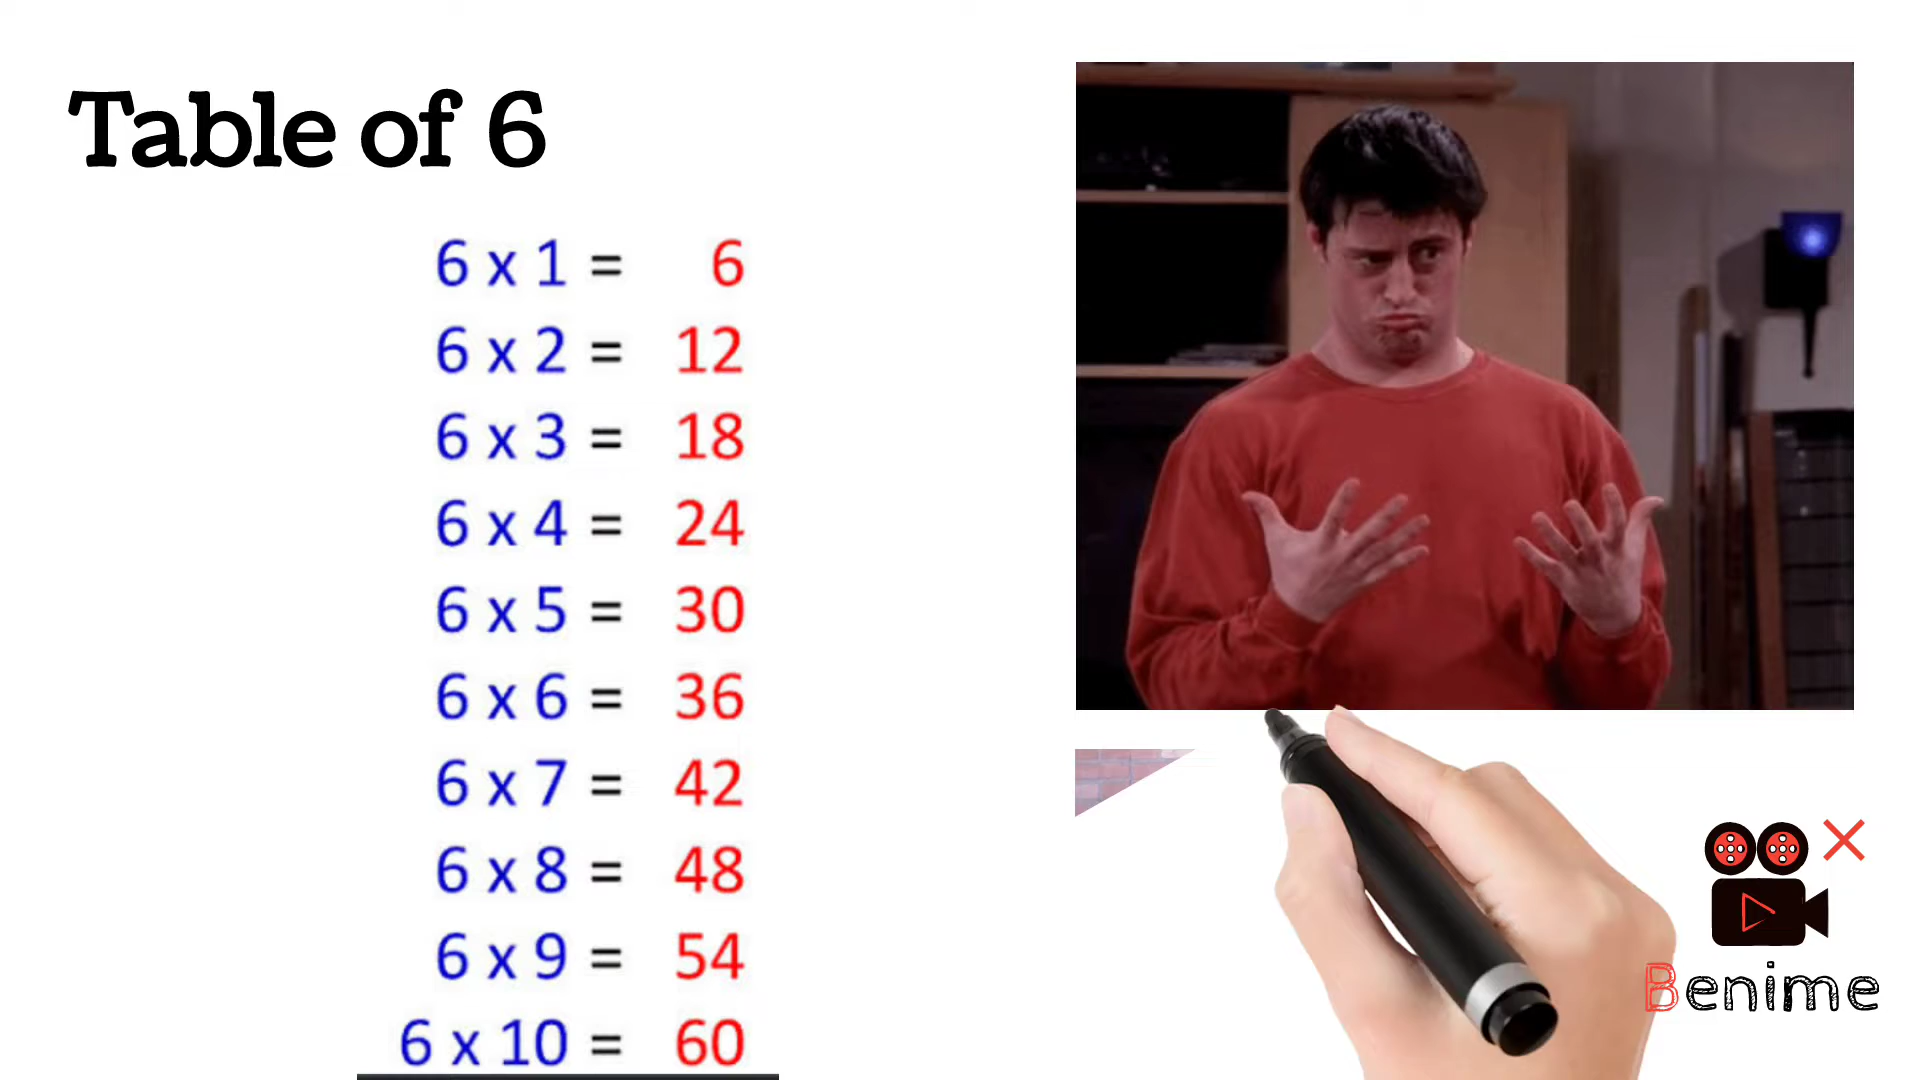 Table of 6
6 x 1 = 6
6 x 2 = 12
6 x 3 = 18
6 x 4 = 24
6 x 5 = 30
6 x 6 = 36
6 x 7 = 42
6 x 8 = 48
6 x 9 = 54
6 x 10 = 60
Benime